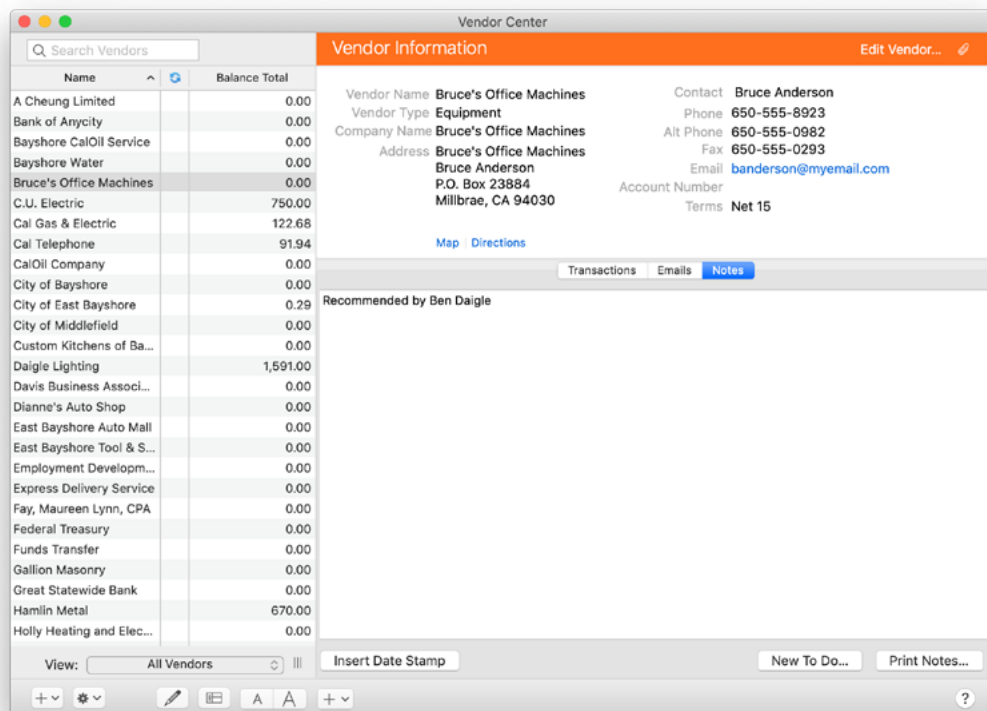 Vendor Center
Search Vendors
Name Balance Total
A Cheung Limited 0.00
Bank of Anycity 0.00
Bayshore CalOil Service 0.00
Bayshore Water 0.00
Bruce's Office Machines 0.00
C.U. Electric 750.00
Cal Gas & Electric 122.68
Cal Telephone 91.94
CalOil Company 0.00
City of Bayshore 0.00
City of East Bayshore 0.29
City of Middlefield 0.00
Custom Kitchens of Ba... 0.00
Daigle Lighting 1,591.00
Davis Business Associ... 0.00
Dianne's Auto Shop 0.00
East Bayshore Auto Mall 0.00
East Bayshore Tool & S... 0.00
Employment Developm... 0.00
Express Delivery Service 0.00
Fay, Maureen Lynn, CPA 0.00
Federal Treasury 0.00
Funds Transfer 0.00
Gallion Masonry 0.00
Great Statewide Bank 0.00
Hamlin Metal 670.00
Holly Heating and Elec... 0.00
View: All Vendors
A A
Vendor Information Edit Vendor...
Vendor Name Bruce's Office Machines
Vendor Type Equipment
Company Name Bruce's Office Machines
Address Bruce's Office Machines
Bruce Anderson
P.O. Box 23884
Millbrae, CA 94030
Map Directions
Contact Bruce Anderson
Phone 650-555-8923
Alt Phone 650-555-0982
Fax 650-555-0293
Email banderson@myemail.com
Account Number
Terms Net 15
Transactions Emails Notes
Recommended by Ben Daigle
Insert Date Stamp New To Do... Print Notes...
?